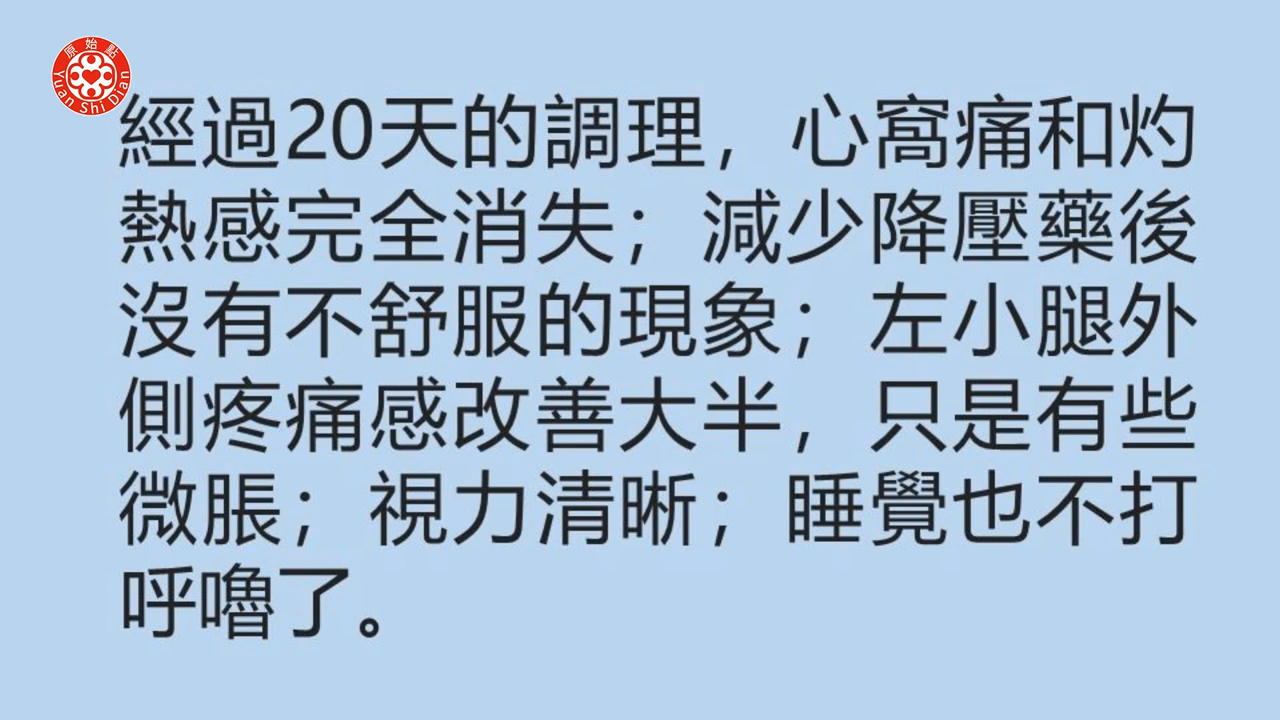 原始點
Yuan Shi Dian
經過20天的調理，心窩痛和灼
熱感完全消失；減少降壓藥後
沒有不舒服的現象；左小腿外
側疼痛感改善大半，只是有些
微脹；視力清晰；睡覺也不打
呼嚕了。